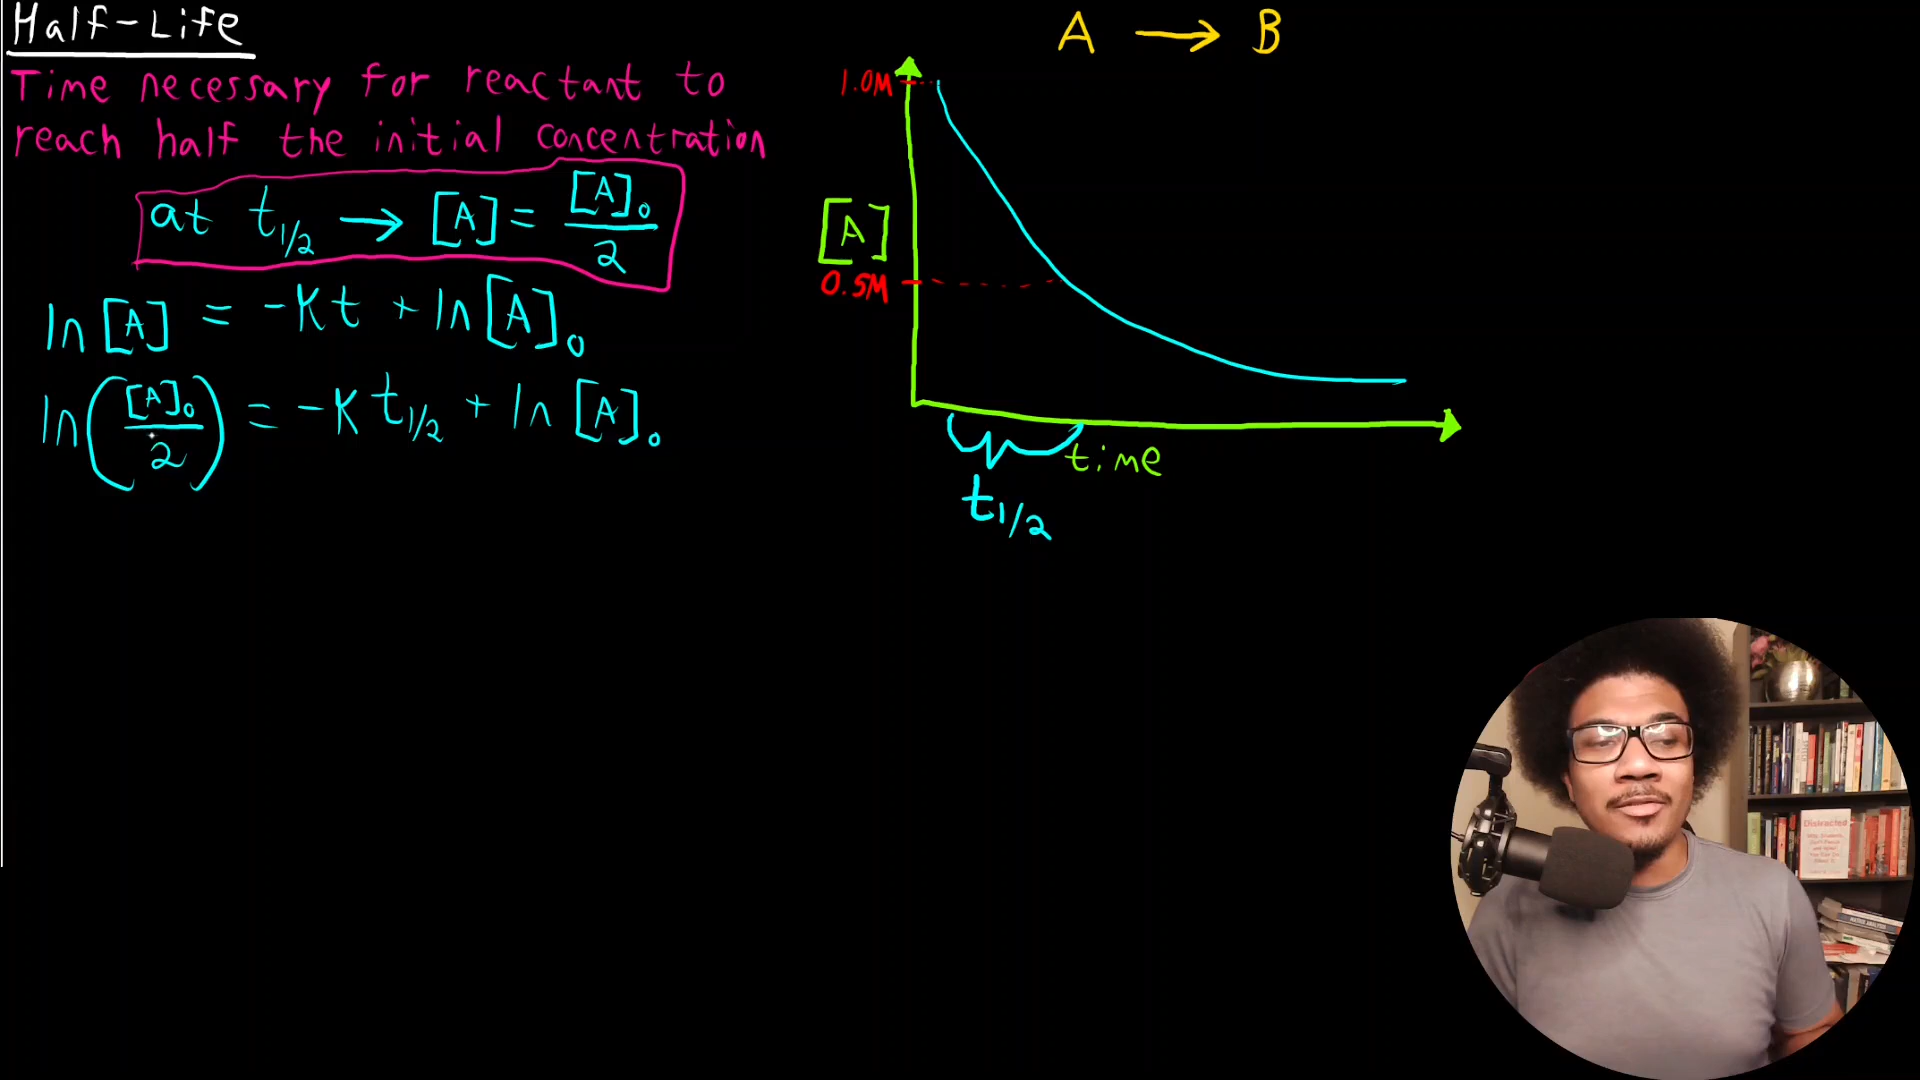 Half-Life
Time necessary for reactant to
reach half the initial concentration
at t1/2 → [A] = [A]₀/2
ln[A] = -Kt + ln[A]₀
ln([A]₀/2) = -Kt1/2 + ln[A]₀
A → B
1.0M
[A]
0.5M
time
t1/2
Distracted